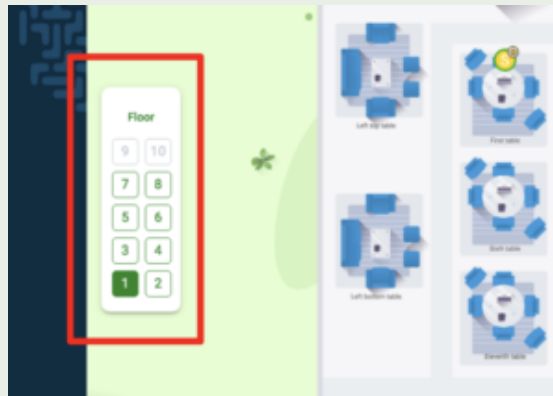 Floor
9 10
7 8
5 6
3 4
1 2
Left top table
Left bottom table
First table
Sixth table
Eleventh table